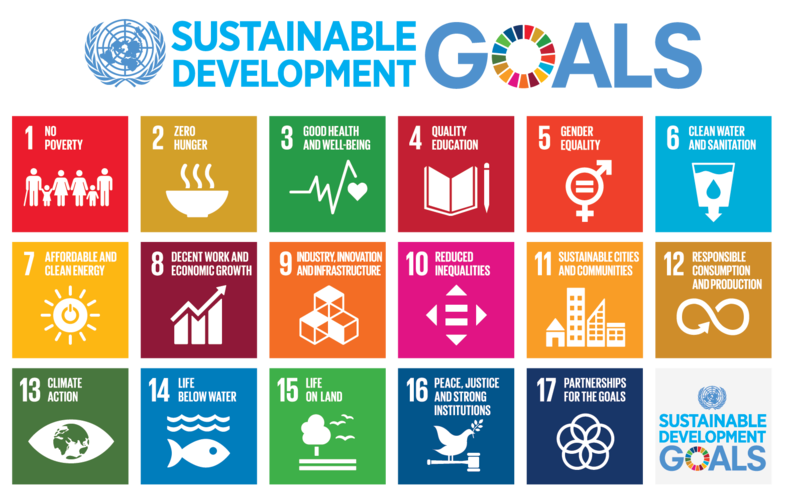 SUSTAINABLE
DEVELOPMENT
GOALS
1 NO
POVERTY
2 ZERO
HUNGER
3 GOOD HEALTH
AND WELL-BEING
4 QUALITY
EDUCATION
5 GENDER
EQUALITY
6 CLEAN WATER
AND SANITATION
7 AFFORDABLE AND
CLEAN ENERGY
8 DECENT WORK AND
ECONOMIC GROWTH
9 INDUSTRY, INNOVATION
AND INFRASTRUCTURE
10 REDUCED
INEQUALITIES
11 SUSTAINABLE CITIES
AND COMMUNITIES
12 RESPONSIBLE
CONSUMPTION
AND PRODUCTION
13 CLIMATE
ACTION
14 LIFE
BELOW WATER
15 LIFE
ON LAND
16 PEACE, JUSTICE
AND STRONG
INSTITUTIONS
17 PARTNERSHIPS
FOR THE GOALS
SUSTAINABLE
DEVELOPMENT
GOALS